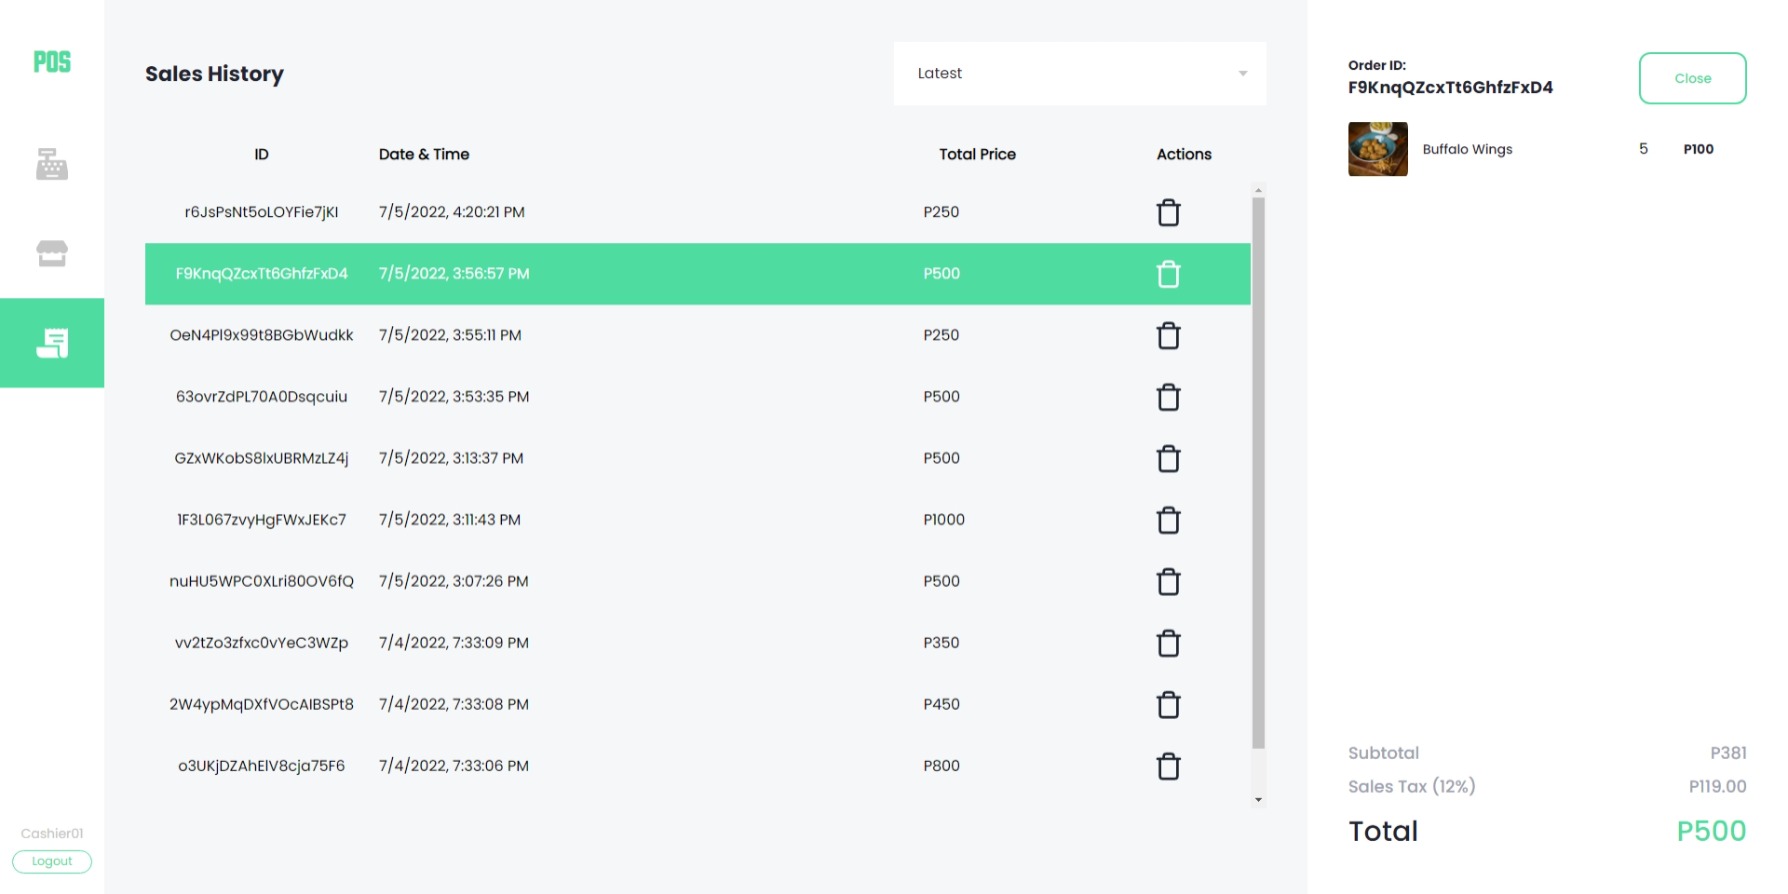 POS
Sales History
Latest
ID Date & Time Total Price Actions
r6JsPsNt5oLOYFie7jKI 7/5/2022, 4:20:21 PM P250
F9KnqQZcxTt6GhfzFxD4 7/5/2022, 3:56:57 PM P500
OeN4Pl9x99t8BGbWudkk 7/5/2022, 3:55:11 PM P250
63ovrZdPL70A0Dsqcuiu 7/5/2022, 3:53:35 PM P500
GZxWKobS8lxUBRMzLZ4j 7/5/2022, 3:13:37 PM P500
1F3L067zvyHgFWxJEKc7 7/5/2022, 3:11:43 PM P1000
nuHU5WPC0XLri80OV6fQ 7/5/2022, 3:07:26 PM P500
vv2tZo3zfxc0vYeC3WZp 7/4/2022, 7:33:09 PM P350
2W4ypMqDXfVOcAIBSPt8 7/4/2022, 7:33:08 PM P450
o3UKjDZAhElV8cja75F6 7/4/2022, 7:33:06 PM P800
Cashier01
Logout
Order ID:
F9KnqQZcxTt6GhfzFxD4
Close
Buffalo Wings 5 P100
Subtotal P381
Sales Tax (12%) P119.00
Total P500